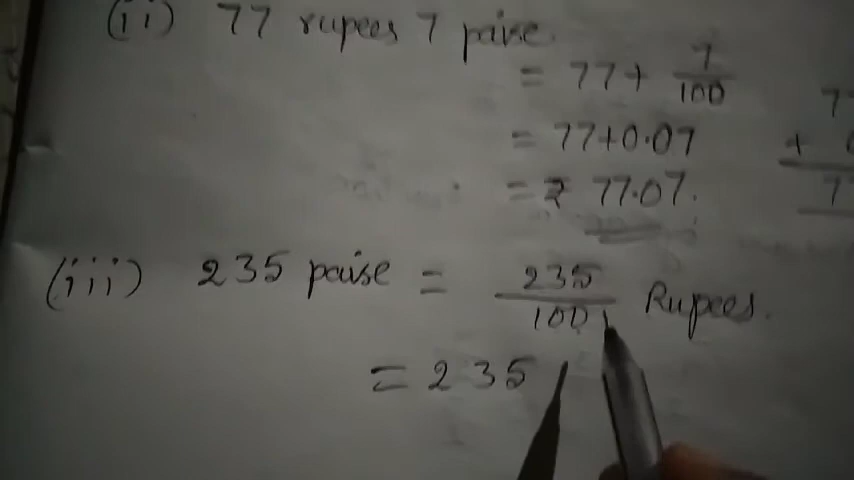 (ii) 77 rupees 7 paise
= 77 + 7/100
= 77+0.07
= ₹ 77.07.
(iii) 235 paise = 235/100 Rupees.
= 235